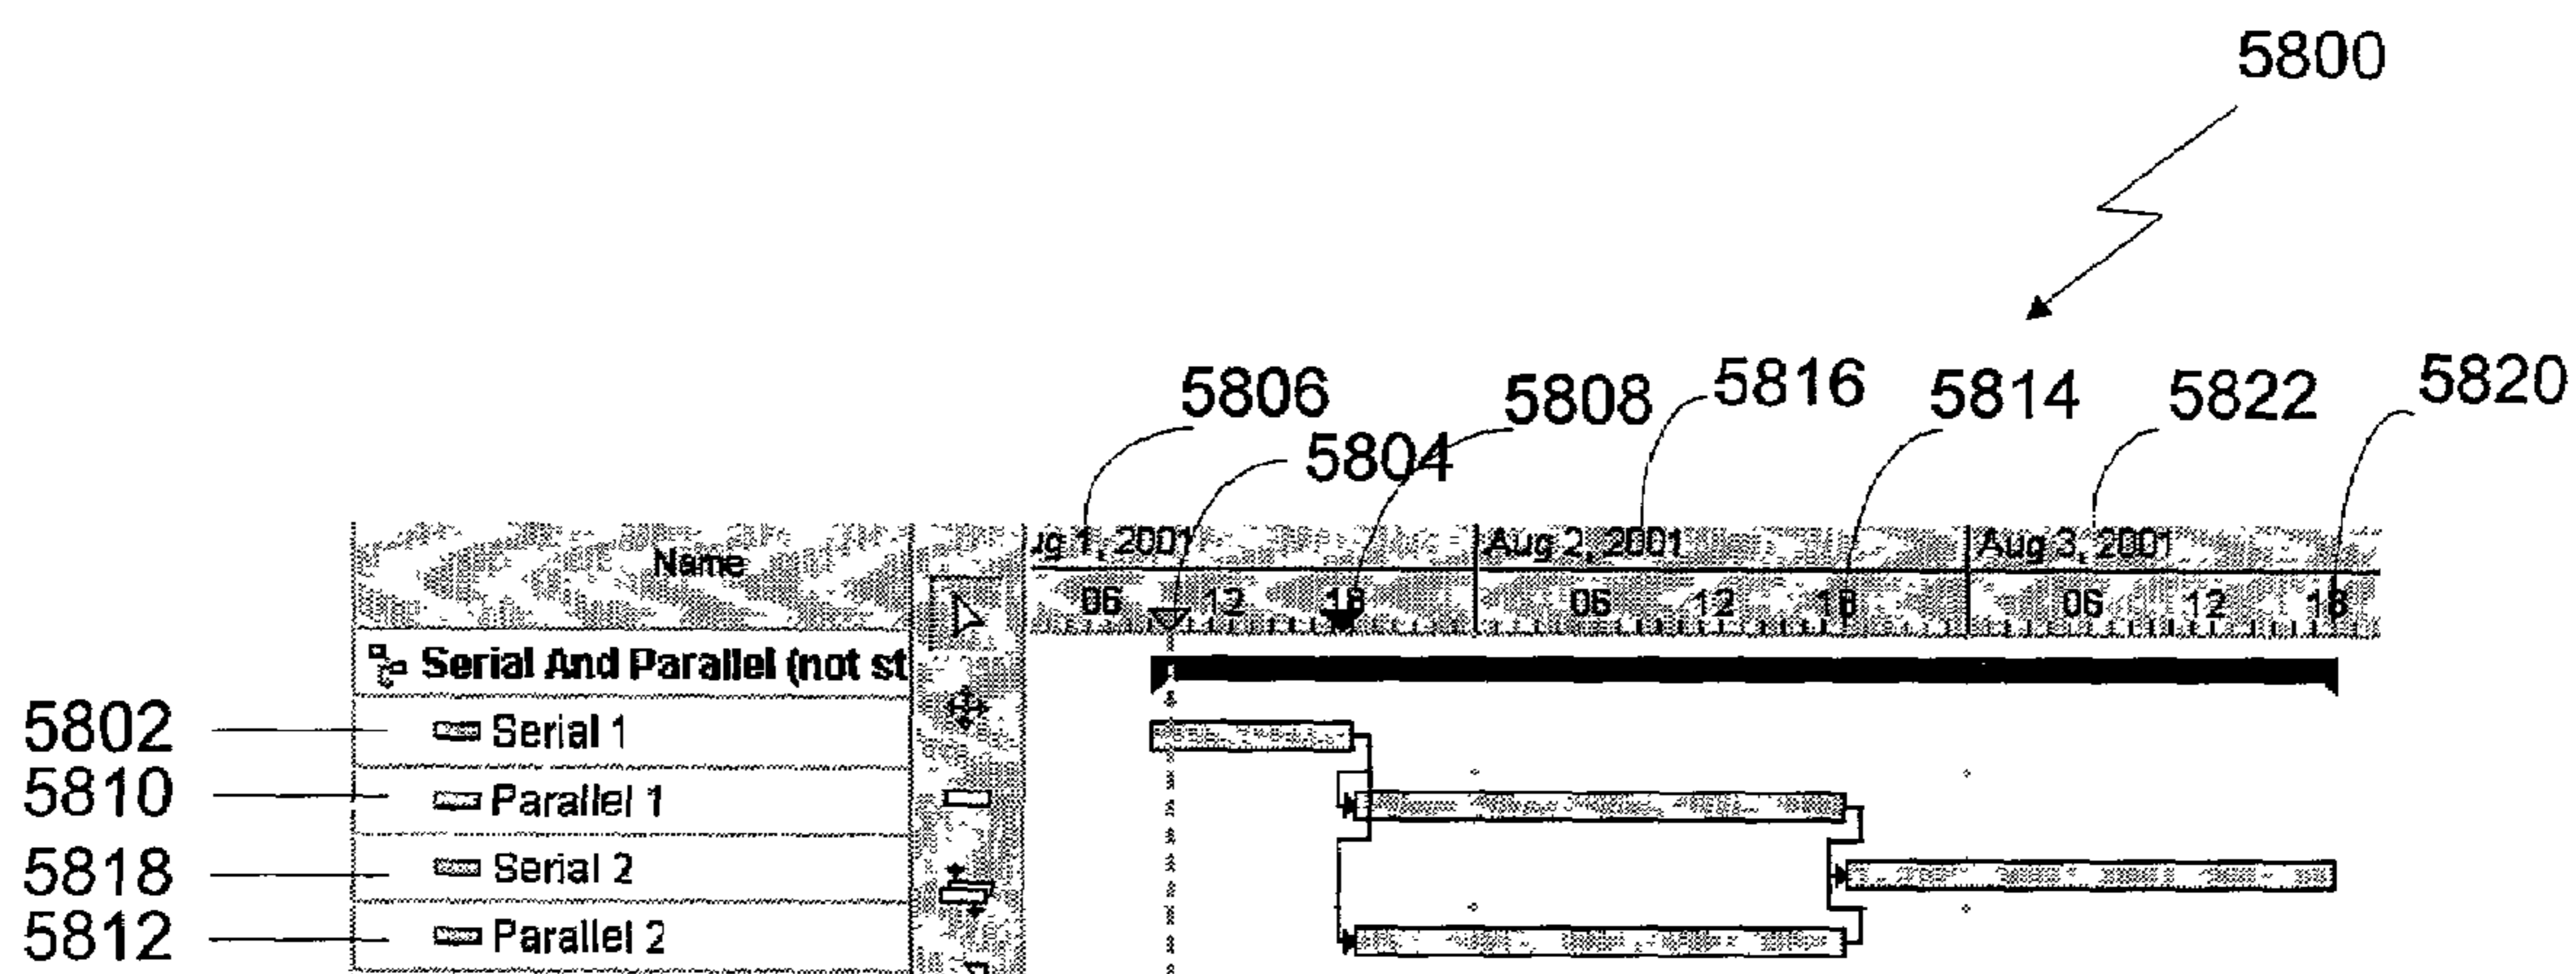 5800
5806
5804
5808
5816
5814
5822
5820
Name
ug 1, 2001
Aug 2, 2001
Aug 3, 2001
06 12 18 06 12 18 06 12 18
Serial And Parallel (not st
5802 Serial 1
5810 Parallel 1
5818 Serial 2
5812 Parallel 2